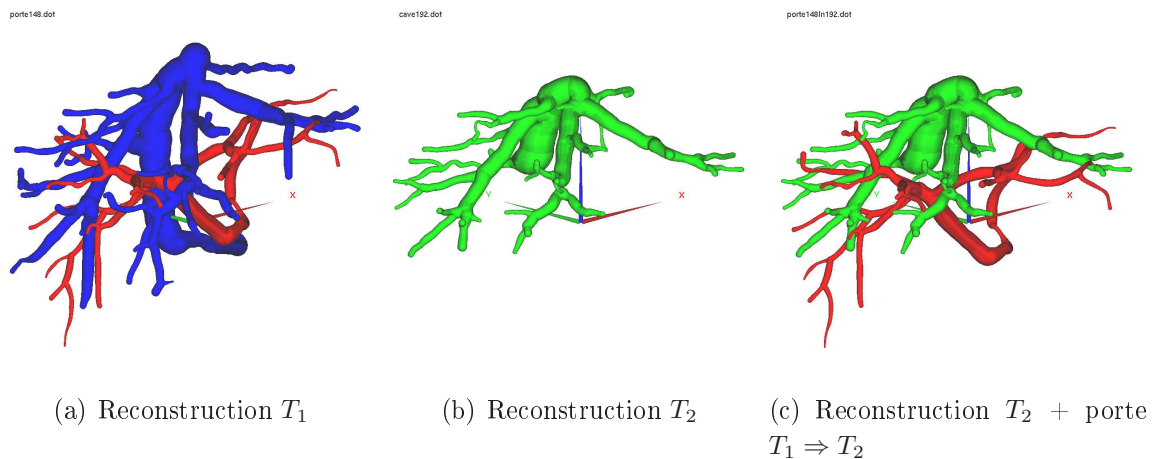 porte148.dot
cave192.dot
porte148In192.dot
X
Y
X
Y
X
(a) Reconstruction T₁
(b) Reconstruction T₂
(c) Reconstruction T₂ + porte
T₁ ⇒ T₂